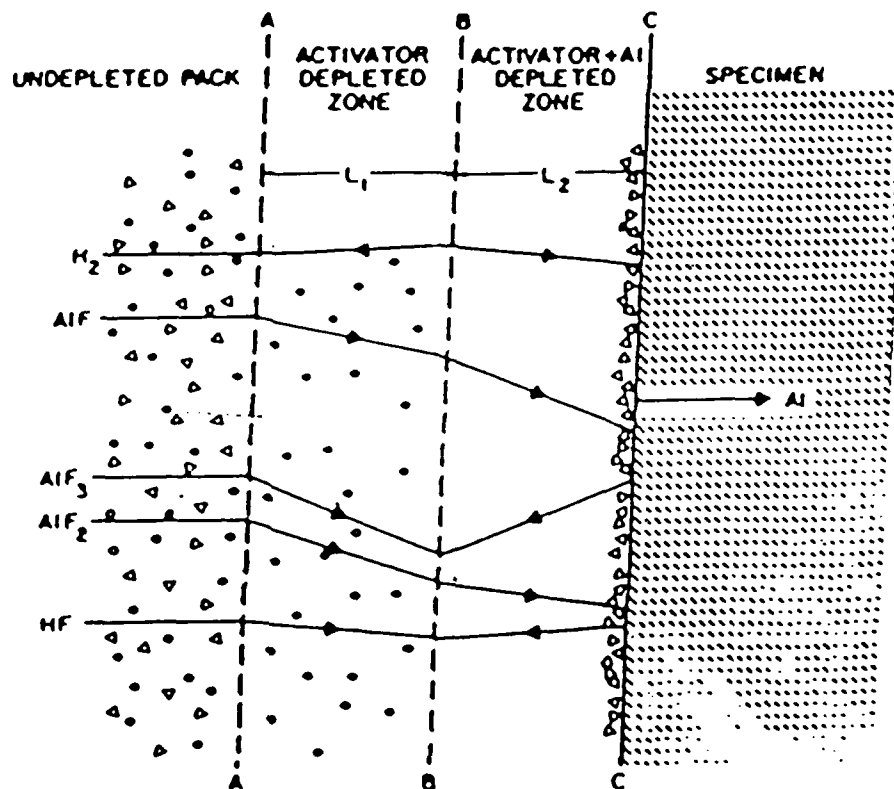 A
B
C
UNDEPLETED PACK
ACTIVATOR
DEPLETED
ZONE
ACTIVATOR+Al
DEPLETED
ZONE
SPECIMEN
L1
L2
H2
AlF
Al
AlF3
AlF2
HF
A
B
C